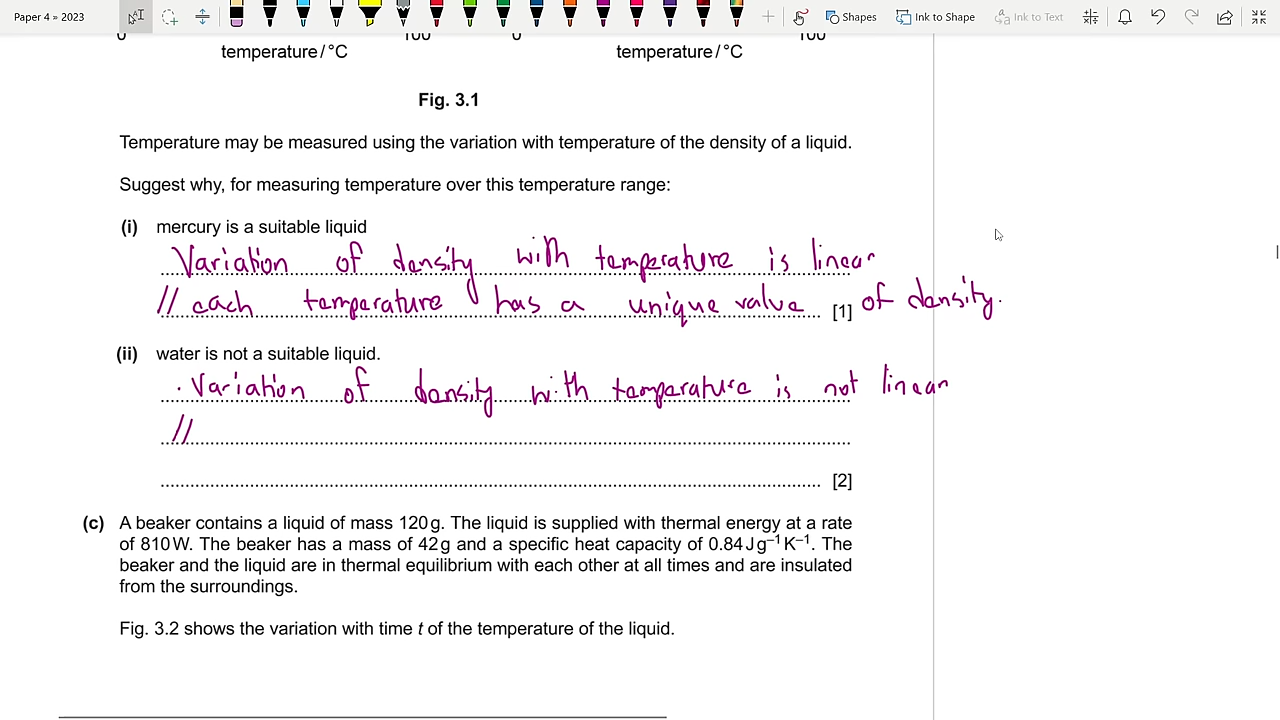 Paper 4 » 2023
Shapes
Ink to Shape
Ink to Text
0 100 0 100
temperature / °C temperature / °C
Fig. 3.1
Temperature may be measured using the variation with temperature of the density of a liquid.
Suggest why, for measuring temperature over this temperature range:
(i) mercury is a suitable liquid
Variation of density with temperature is linear
// each temperature has a unique value [1] of density.
(ii) water is not a suitable liquid.
. Variation of density with temperature is not linear
//
[2]
(c) A beaker contains a liquid of mass 120 g. The liquid is supplied with thermal energy at a rate
of 810 W. The beaker has a mass of 42 g and a specific heat capacity of 0.84 J g⁻¹ K⁻¹. The
beaker and the liquid are in thermal equilibrium with each other at all times and are insulated
from the surroundings.
Fig. 3.2 shows the variation with time t of the temperature of the liquid.